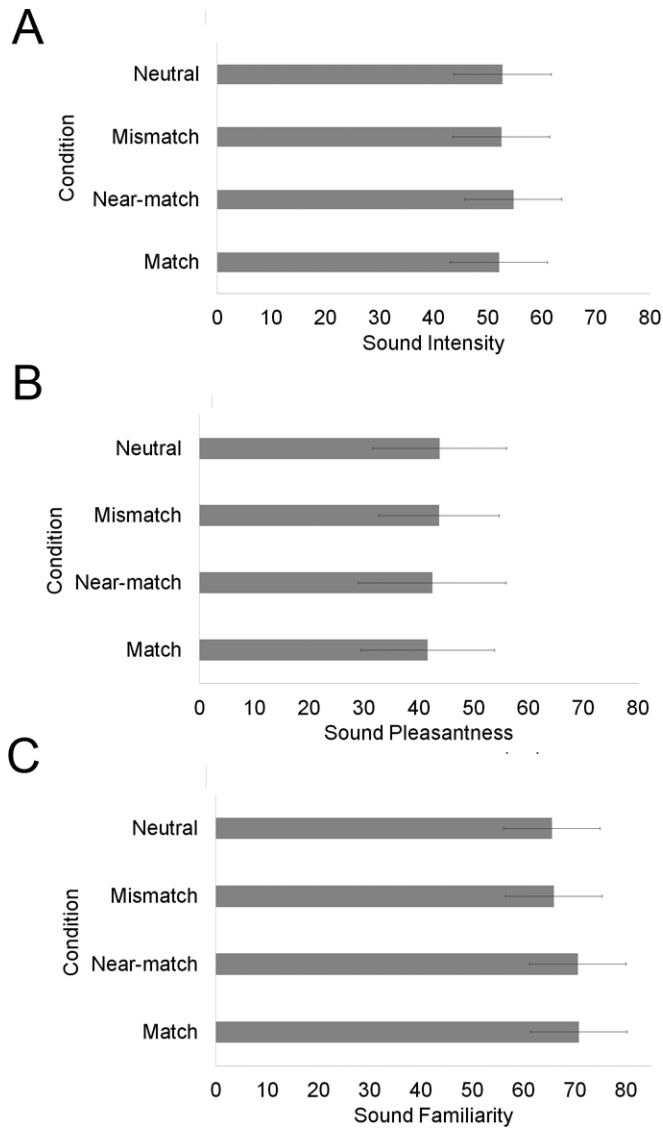 A
Condition
Neutral
Mismatch
Near-match
Match
0 10 20 30 40 50 60 70 80
Sound Intensity
B
Condition
Neutral
Mismatch
Near-match
Match
0 10 20 30 40 50 60 70 80
Sound Pleasantness
C
Condition
Neutral
Mismatch
Near-match
Match
0 10 20 30 40 50 60 70 80
Sound Familiarity